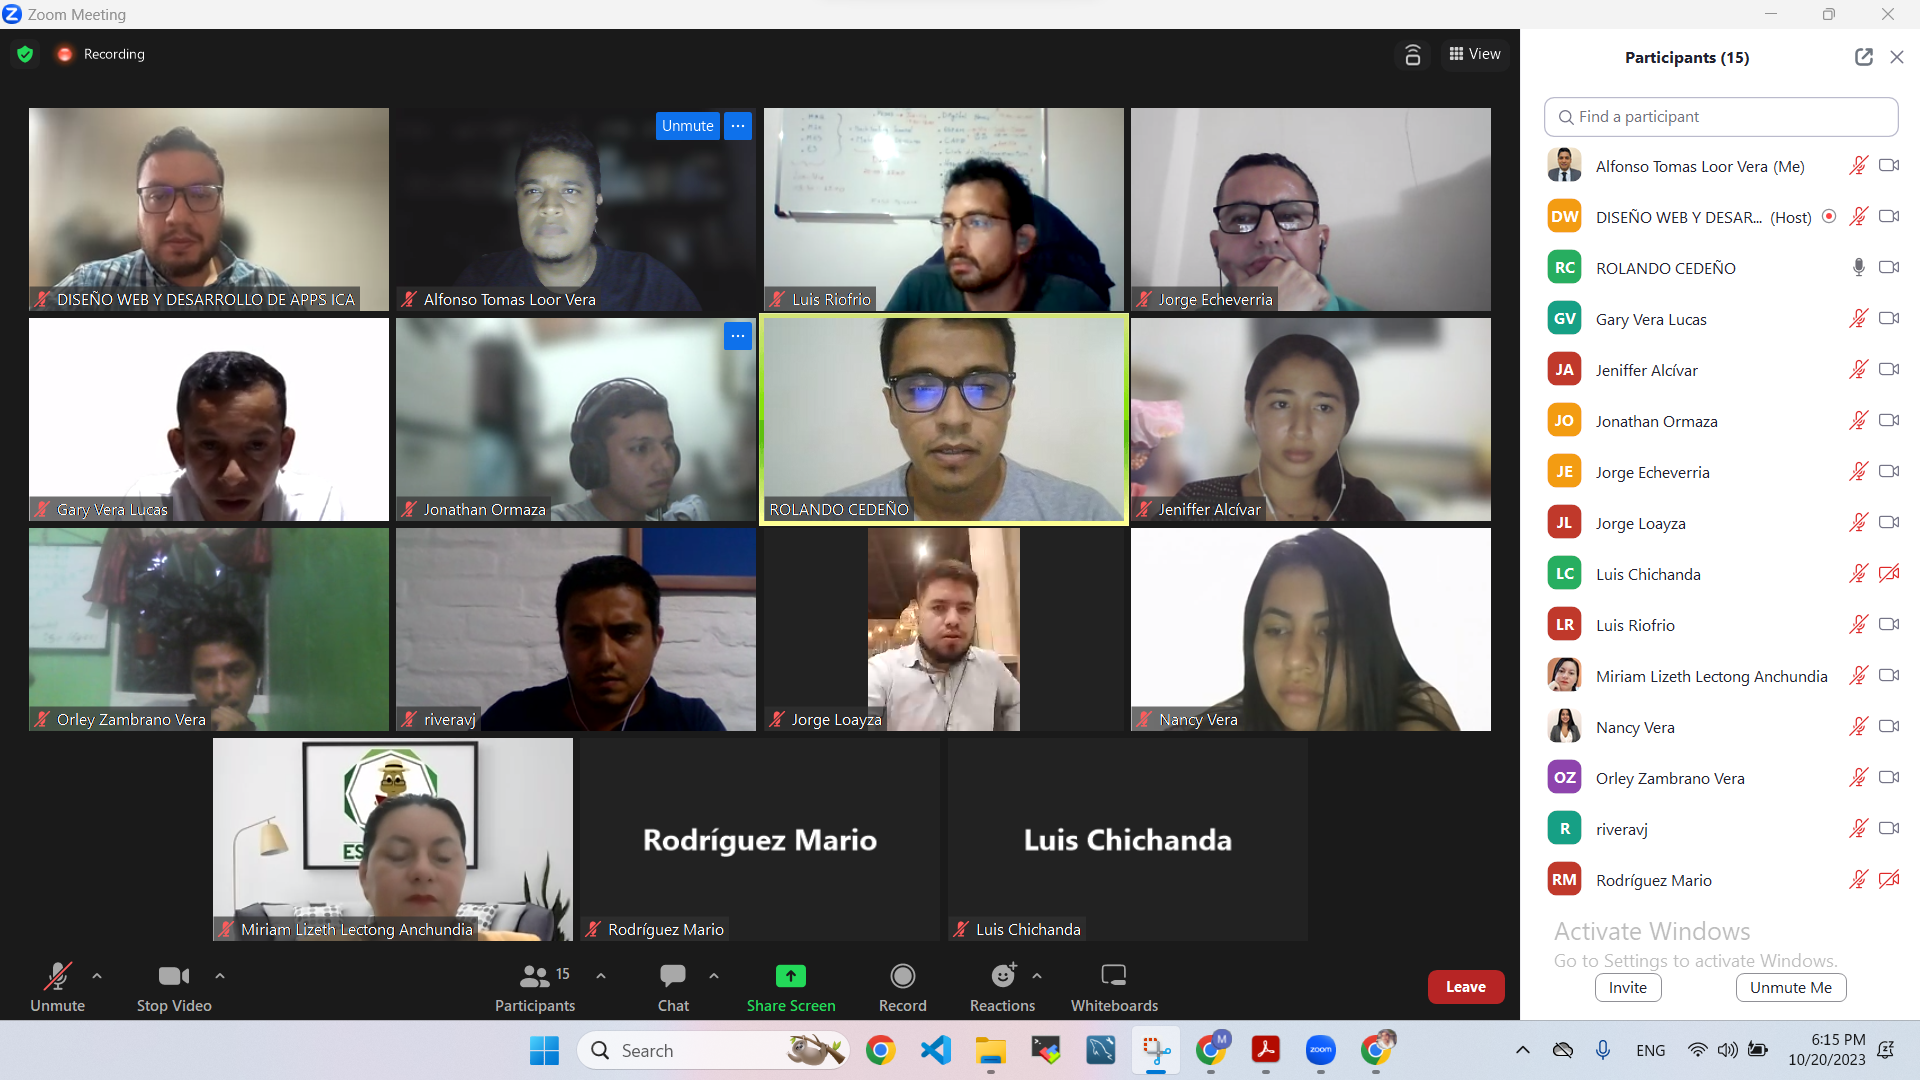 Zoom Meeting
Recording
View
Participants (15)
Find a participant
Unmute
DISEÑO WEB Y DESARROLLO DE APPS ICA
Alfonso Tomas Loor Vera
Luis Riofrio
Jorge Echeverria
Gary Vera Lucas
Jonathan Ormaza
ROLANDO CEDEÑO
Jeniffer Alcívar
Orley Zambrano Vera
riveravj
Jorge Loayza
Nancy Vera
ES
Miriam Lizeth Lectong Anchundia
Rodríguez Mario
Rodríguez Mario
Luis Chichanda
Luis Chichanda
Alfonso Tomas Loor Vera (Me)
DW DISEÑO WEB Y DESAR... (Host)
RC ROLANDO CEDEÑO
GV Gary Vera Lucas
JA Jeniffer Alcívar
JO Jonathan Ormaza
JE Jorge Echeverria
JL Jorge Loayza
LC Luis Chichanda
LR Luis Riofrio
Miriam Lizeth Lectong Anchundia
Nancy Vera
OZ Orley Zambrano Vera
R riveravj
RM Rodríguez Mario
Activate Windows
Go to Settings to activate Windows.
Invite
Unmute Me
Unmute
Stop Video
15
Participants
Chat
Share Screen
Record
Reactions
Whiteboards
Leave
Search
M
zoom
ENG
6:15 PM
10/20/2023